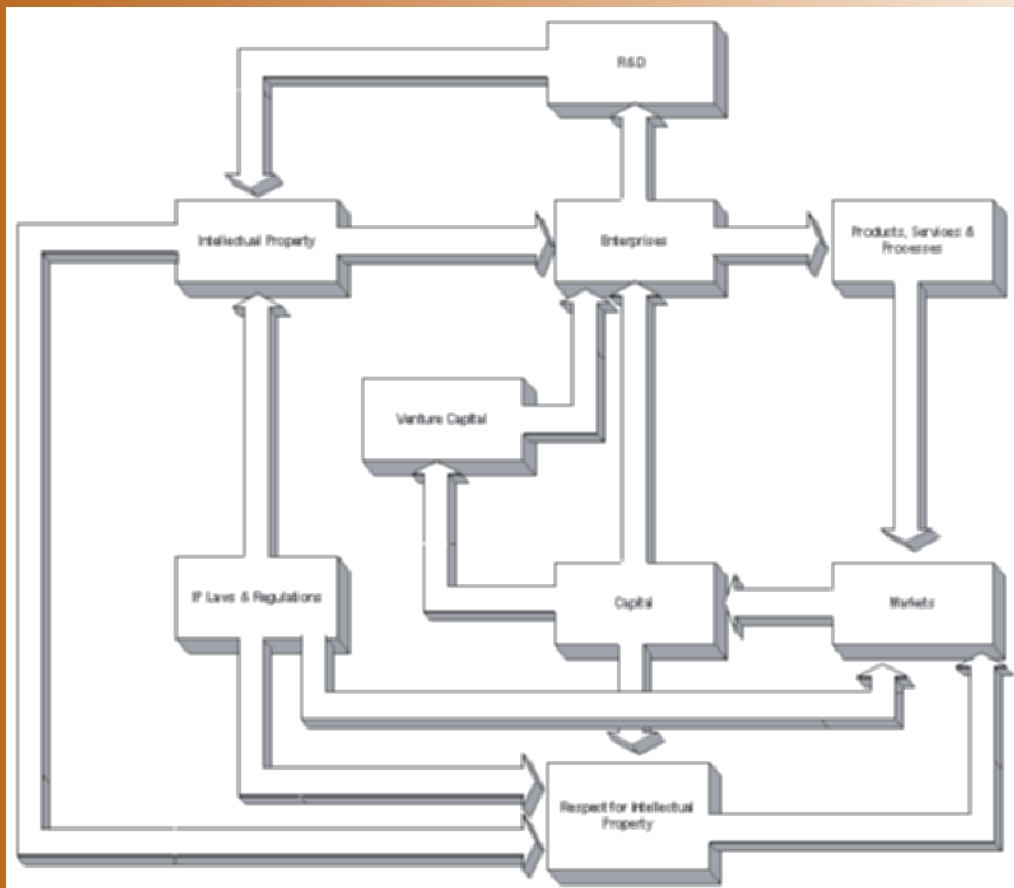 R&D
Intellectual Property
Enterprises
Products, Services &
Processes
Venture Capital
IP Laws & Regulations
Capital
Markets
Respect for Intellectual
Property